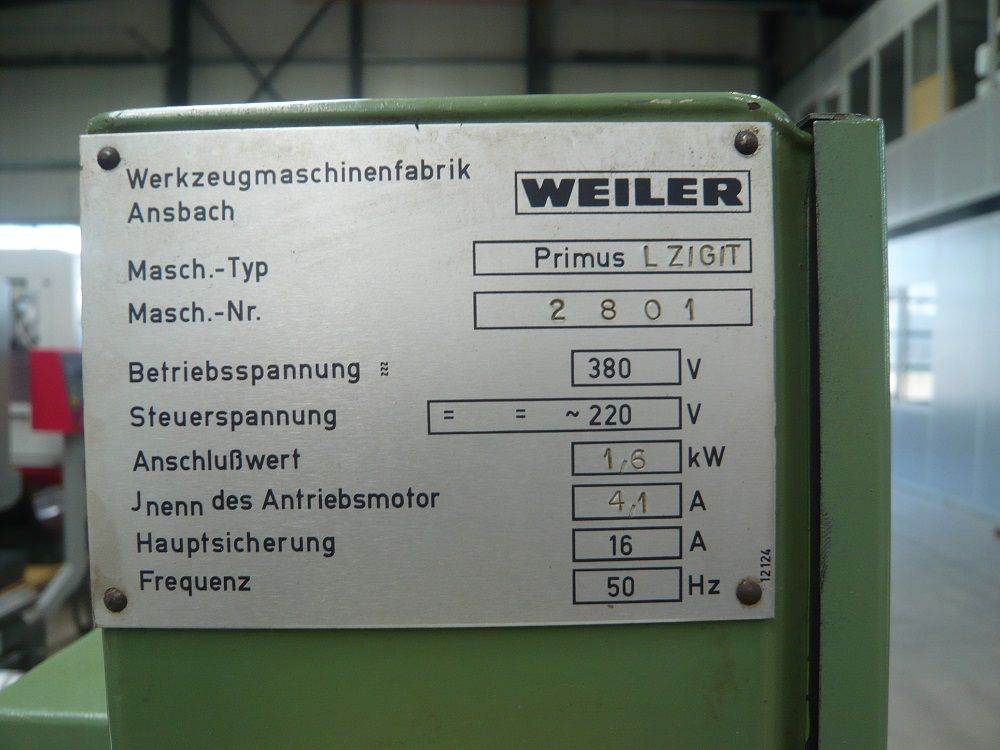 Werkzeugmaschinenfabrik
Ansbach
WEILER
Masch.-Typ Primus L Z/G/T
Masch.-Nr. 2 8 0 1
Betriebsspannung ≈ 380 V
Steuerspannung = = ~ 220 V
Anschlußwert 1,6 kW
Jnenn des Antriebsmotor 4,1 A
Hauptsicherung 16 A
Frequenz 50 Hz
12124